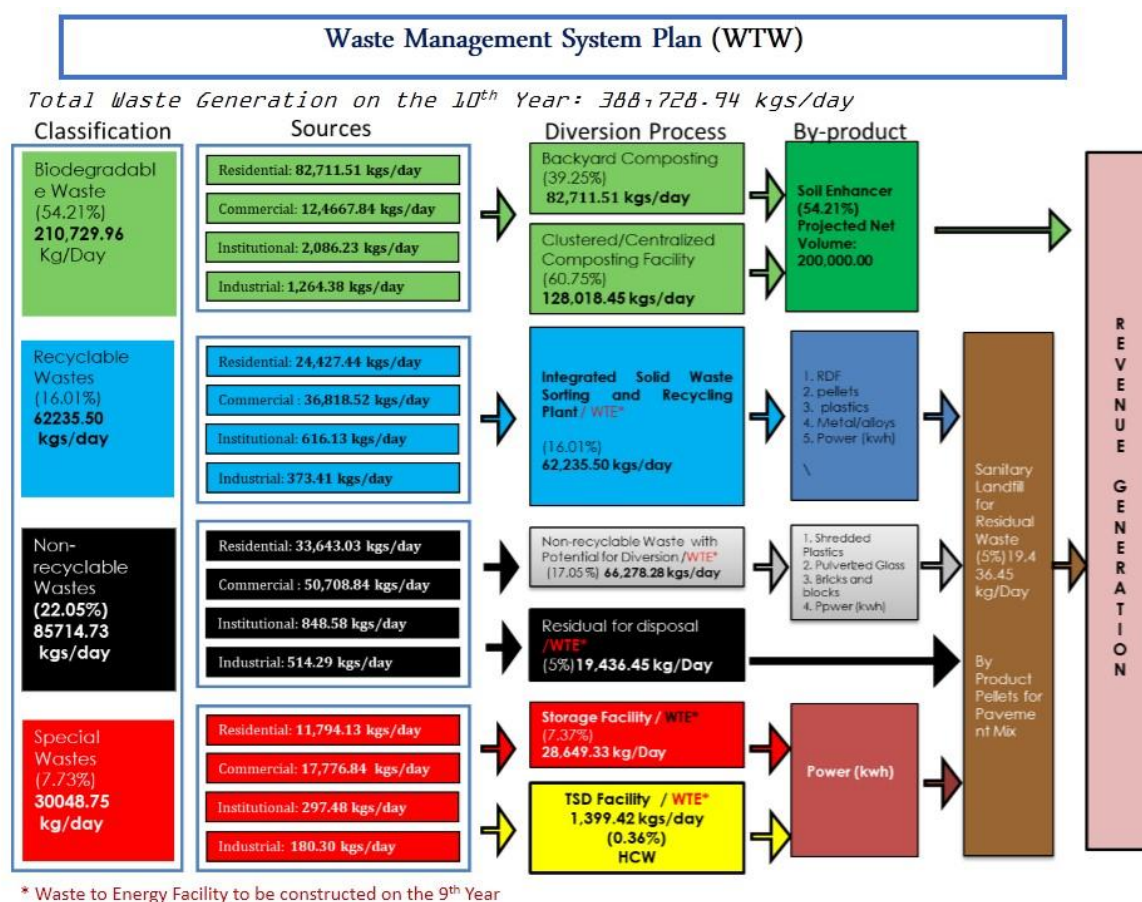 Waste Management System Plan (WTW)
Total Waste Generation on the 10th Year: 388,728.94 kgs/day
Classification
Sources
Diversion Process
By-product
Biodegradabl
e Waste
(54.21%)
210,729.96
Kg/Day
Residential: 82,711.51 kgs/day
Commercial: 12,4667.84 kgs/day
Institutional: 2,086.23 kgs/day
Industrial: 1,264.38 kgs/day
Backyard Composting
(39.25%)
82,711.51 kgs/day
Clustered/Centralized
Composting Facility
(60.75%)
128,018.45 kgs/day
Soil Enhancer
(54.21%)
Projected Net
Volume:
200,000.00
Recyclable
Wastes
(16.01%)
62235.50
kgs/day
Residential: 24,427.44 kgs/day
Commercial : 36,818.52 kgs/day
Institutional: 616.13 kgs/day
Industrial: 373.41 kgs/day
Integrated Solid Waste
Sorting and Recycling
Plant / WTE*
(16.01%)
62,235.50 kgs/day
1. RDF
2. pellets
3. plastics
4. Metal/alloys
5. Power (kwh)
\
Non-
recyclable
Wastes
(22.05%)
85714.73
kgs/day
Residential: 33,643.03 kgs/day
Commercial : 50,708.84 kgs/day
Institutional: 848.58 kgs/day
Industrial: 514.29 kgs/day
Non-recyclable Waste with
Potential for Diversion /WTE*
(17.05%) 66,278.28 kgs/day
Residual for disposal
/WTE*
(5%)19,436.45 kg/Day
1. Shredded
Plastics
2. Pulverized Glass
3. Bricks and
blocks
4. Ppwer (kwh)
Special
Wastes
(7.73%)
30048.75
kg/day
Residential: 11,794.13 kgs/day
Commercial: 17,776.84 kgs/day
Institutional: 297.48 kgs/day
Industrial: 180.30 kgs/day
Storage Facility / WTE*
(7.37%)
28,649.33 kg/Day
TSD Facility / WTE*
1,399.42 kgs/day
(0.36%)
HCW
Power (kwh)
Sanitary
Landfill
for
Residual
Waste
(5%)19,4
36.45
kg/Day
By
Product
Pellets for
Paveme
nt Mix
REVENUE GENERATION
* Waste to Energy Facility to be constructed on the 9th Year